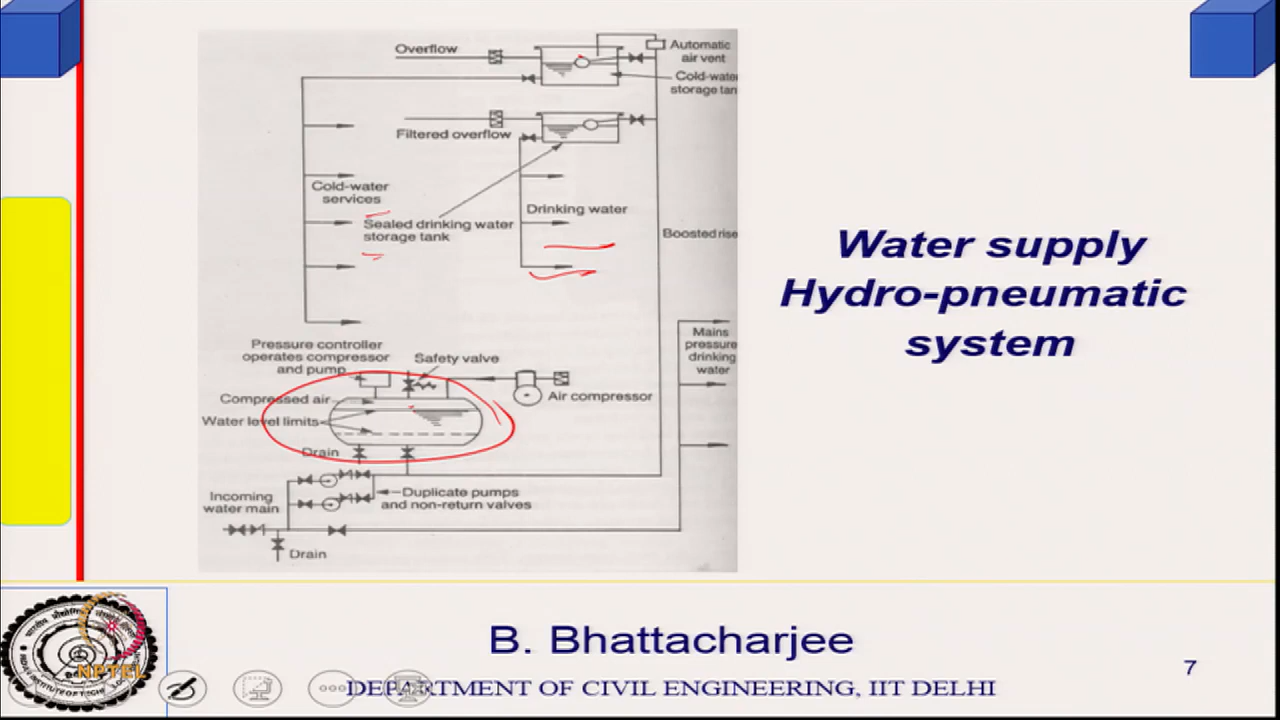 Overflow
Automatic
air vent
Cold-wate
storage tan
Filtered overflow
Cold-water
services
Sealed drinking water
storage tank
Drinking water
Boosted rise
Water supply
Hydro-pneumatic
system
Pressure controller
operates compressor
and pump
Safety valve
Mains
pressure
drinking
water
Compressed air
Air compressor
Water level limits
Drain
Incoming
water main
Duplicate pumps
and non-return valves
Drain
B. Bhattacharjee
7
NPTEL
DEPARTMENT OF CIVIL ENGINEERING, IIT DELHI